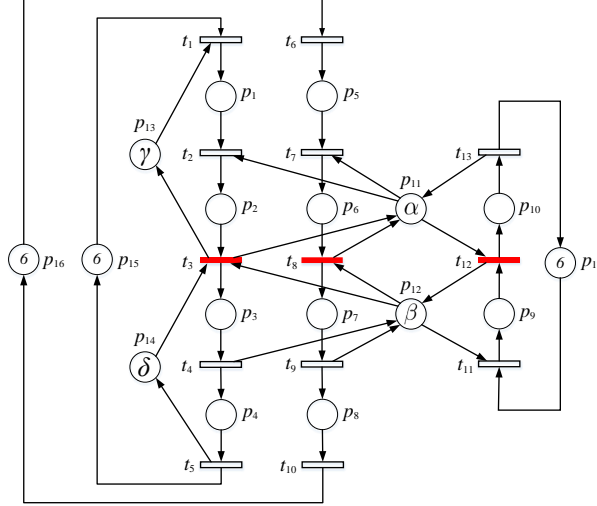 t1 t6
p1 p5
p13
γ t2 t7 t13
p11
p2 p6 α p10
6 p16 6 p15 t3 t8 t12 6 p1
p12
p3 p7 β p9
p14
δ t4 t9 t11
p4 p8
t5 t10